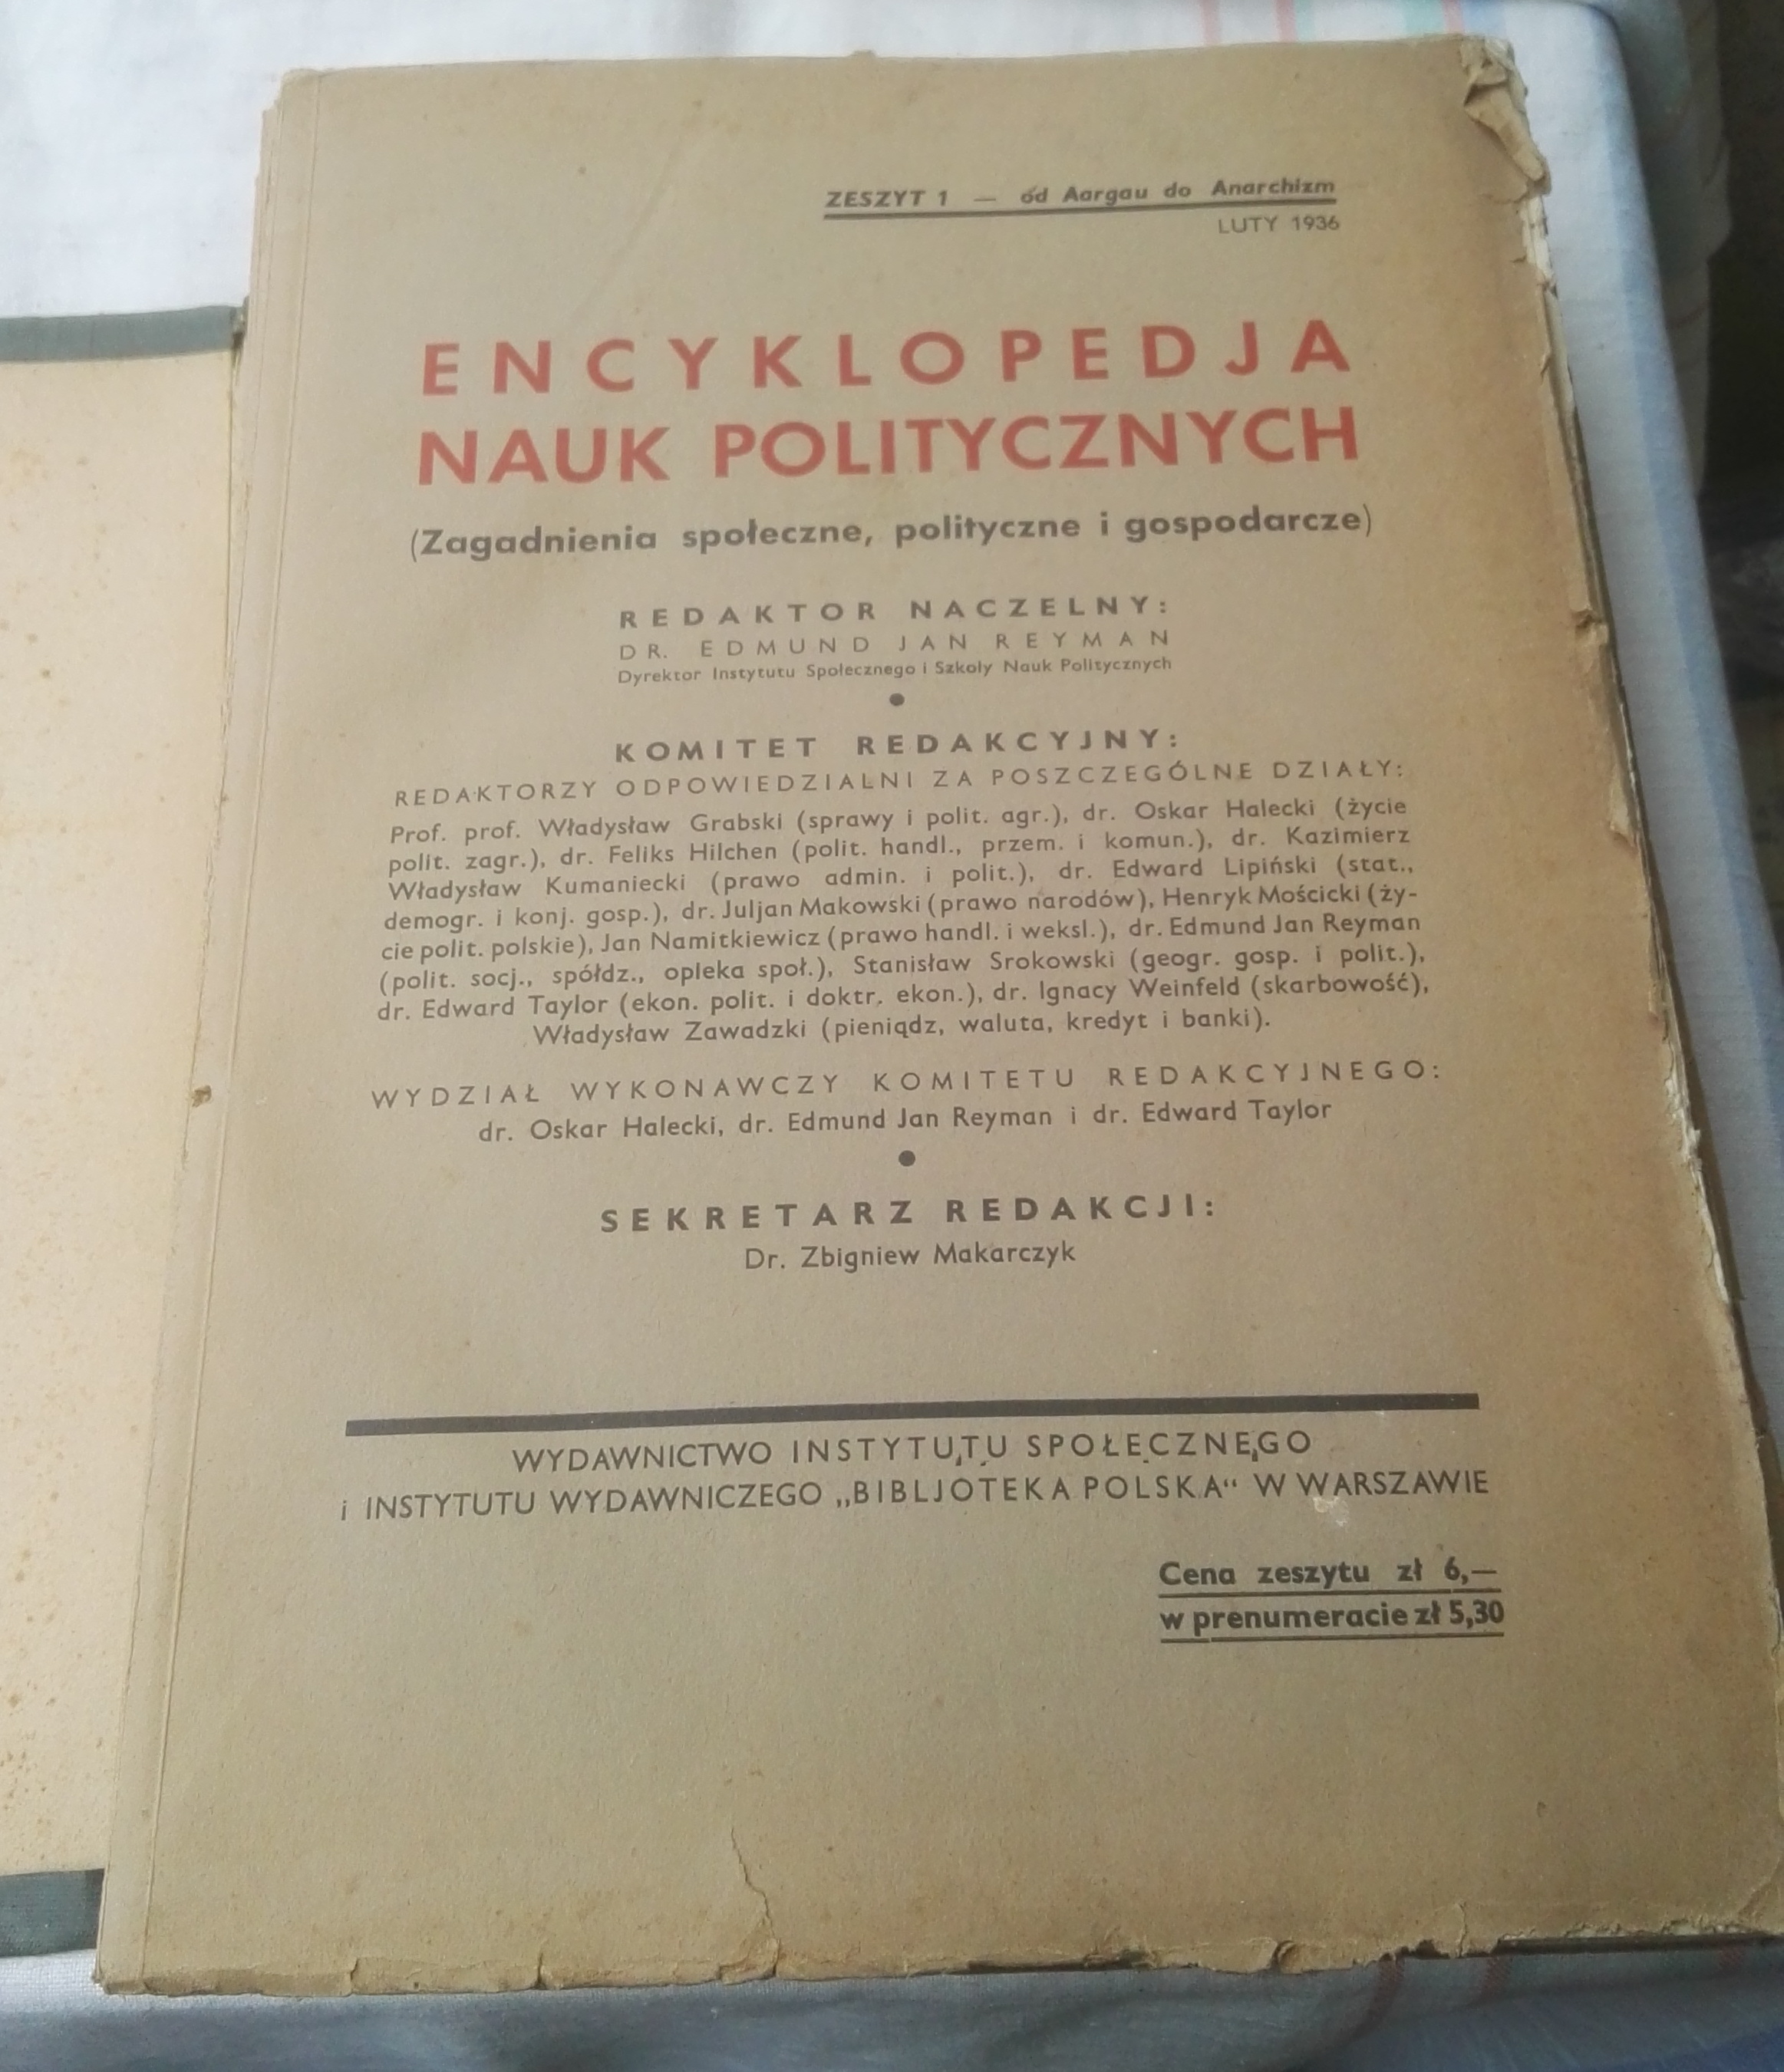 ZESZYT 1 — od Aargau do Anarchizm
LUTY 1936
ENCYKLOPEDJA
NAUK POLITYCZNYCH
(Zagadnienia społeczne, polityczne i gospodarcze)
REDAKTOR NACZELNY:
DR. EDMUND JAN REYMAN
Dyrektor Instytutu Społecznego i Szkoły Nauk Politycznych
KOMITET REDAKCYJNY:
REDAKTORZY ODPOWIEDZIALNI ZA POSZCZEGÓLNE DZIAŁY:
Prof. prof. Władysław Grabski (sprawy i polit. agr.), dr. Oskar Halecki (życie
polit. zagr.), dr. Feliks Hilchen (polit. handl., przem. i komun.), dr. Kazimierz
Władysław Kumaniecki (prawo admin. i polit.), dr. Edward Lipiński (stat.,
demogr. i konj. gosp.), dr. Juljan Makowski (prawo narodów), Henryk Mościcki (ży-
cie polit. polskie), Jan Namitkiewicz (prawo handl. i weksl.), dr. Edmund Jan Reyman
(polit. socj., spółdz., opieka społ.), Stanisław Srokowski (geogr. gosp. i polit.),
dr. Edward Taylor (ekon. polit. i doktr. ekon.), dr. Ignacy Weinfeld (skarbowość),
Władysław Zawadzki (pieniądz, waluta, kredyt i banki).
WYDZIAŁ WYKONAWCZY KOMITETU REDAKCYJNEGO:
dr. Oskar Halecki, dr. Edmund Jan Reyman i dr. Edward Taylor
SEKRETARZ REDAKCJI:
Dr. Zbigniew Makarczyk
WYDAWNICTWO INSTYTUTU SPOŁECZNEGO
i INSTYTUTU WYDAWNICZEGO „BIBLJOTEKA POLSKA“ W WARSZAWIE
Cena zeszytu zł 6,—
w prenumeracie zł 5,30